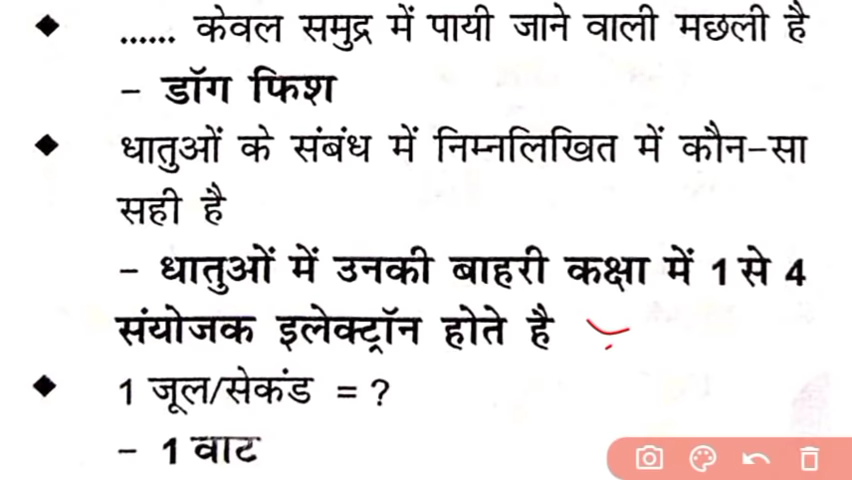 ◆ ...... केवल समुद्र में पायी जाने वाली मछली है
– डॉग फिश
◆ धातुओं के संबंध में निम्नलिखित में कौन-सा
सही है
– धातुओं में उनकी बाहरी कक्षा में 1 से 4
संयोजक इलेक्ट्रॉन होते है
◆ 1 जूल/सेकंड = ?
– 1 वाट